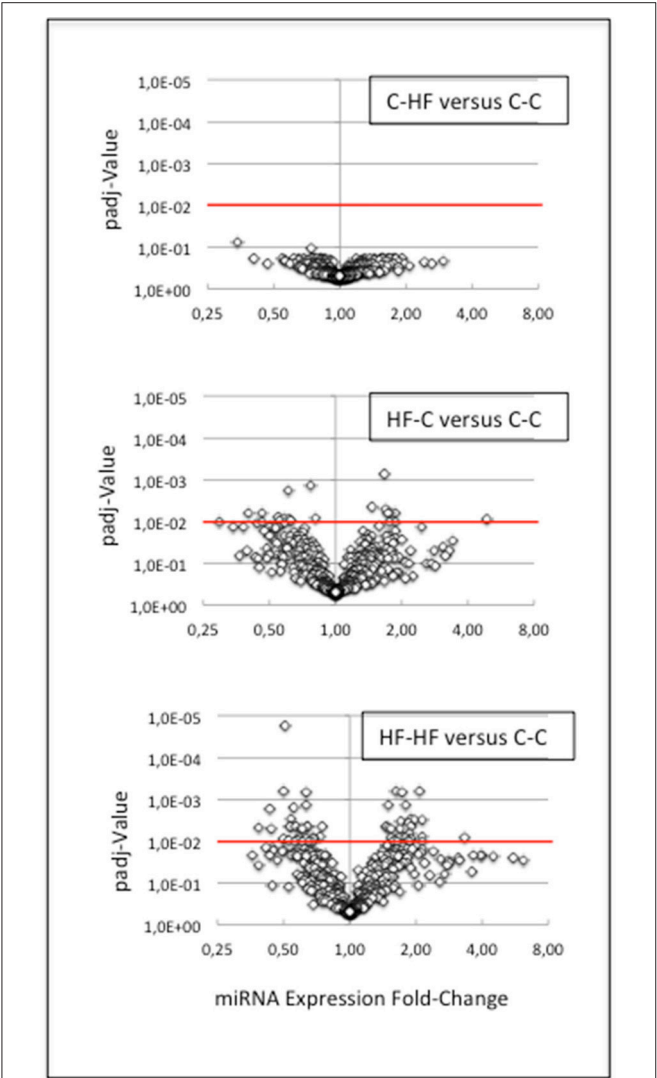 C-HF versus C-C
padj-Value
1,0E-05
1,0E-04
1,0E-03
1,0E-02
1,0E-01
1,0E+00
0,25 0,50 1,00 2,00 4,00 8,00
HF-C versus C-C
padj-Value
1,0E-05
1,0E-04
1,0E-03
1,0E-02
1,0E-01
1,0E+00
0,25 0,50 1,00 2,00 4,00 8,00
HF-HF versus C-C
padj-Value
1,0E-05
1,0E-04
1,0E-03
1,0E-02
1,0E-01
1,0E+00
0,25 0,50 1,00 2,00 4,00 8,00
miRNA Expression Fold-Change